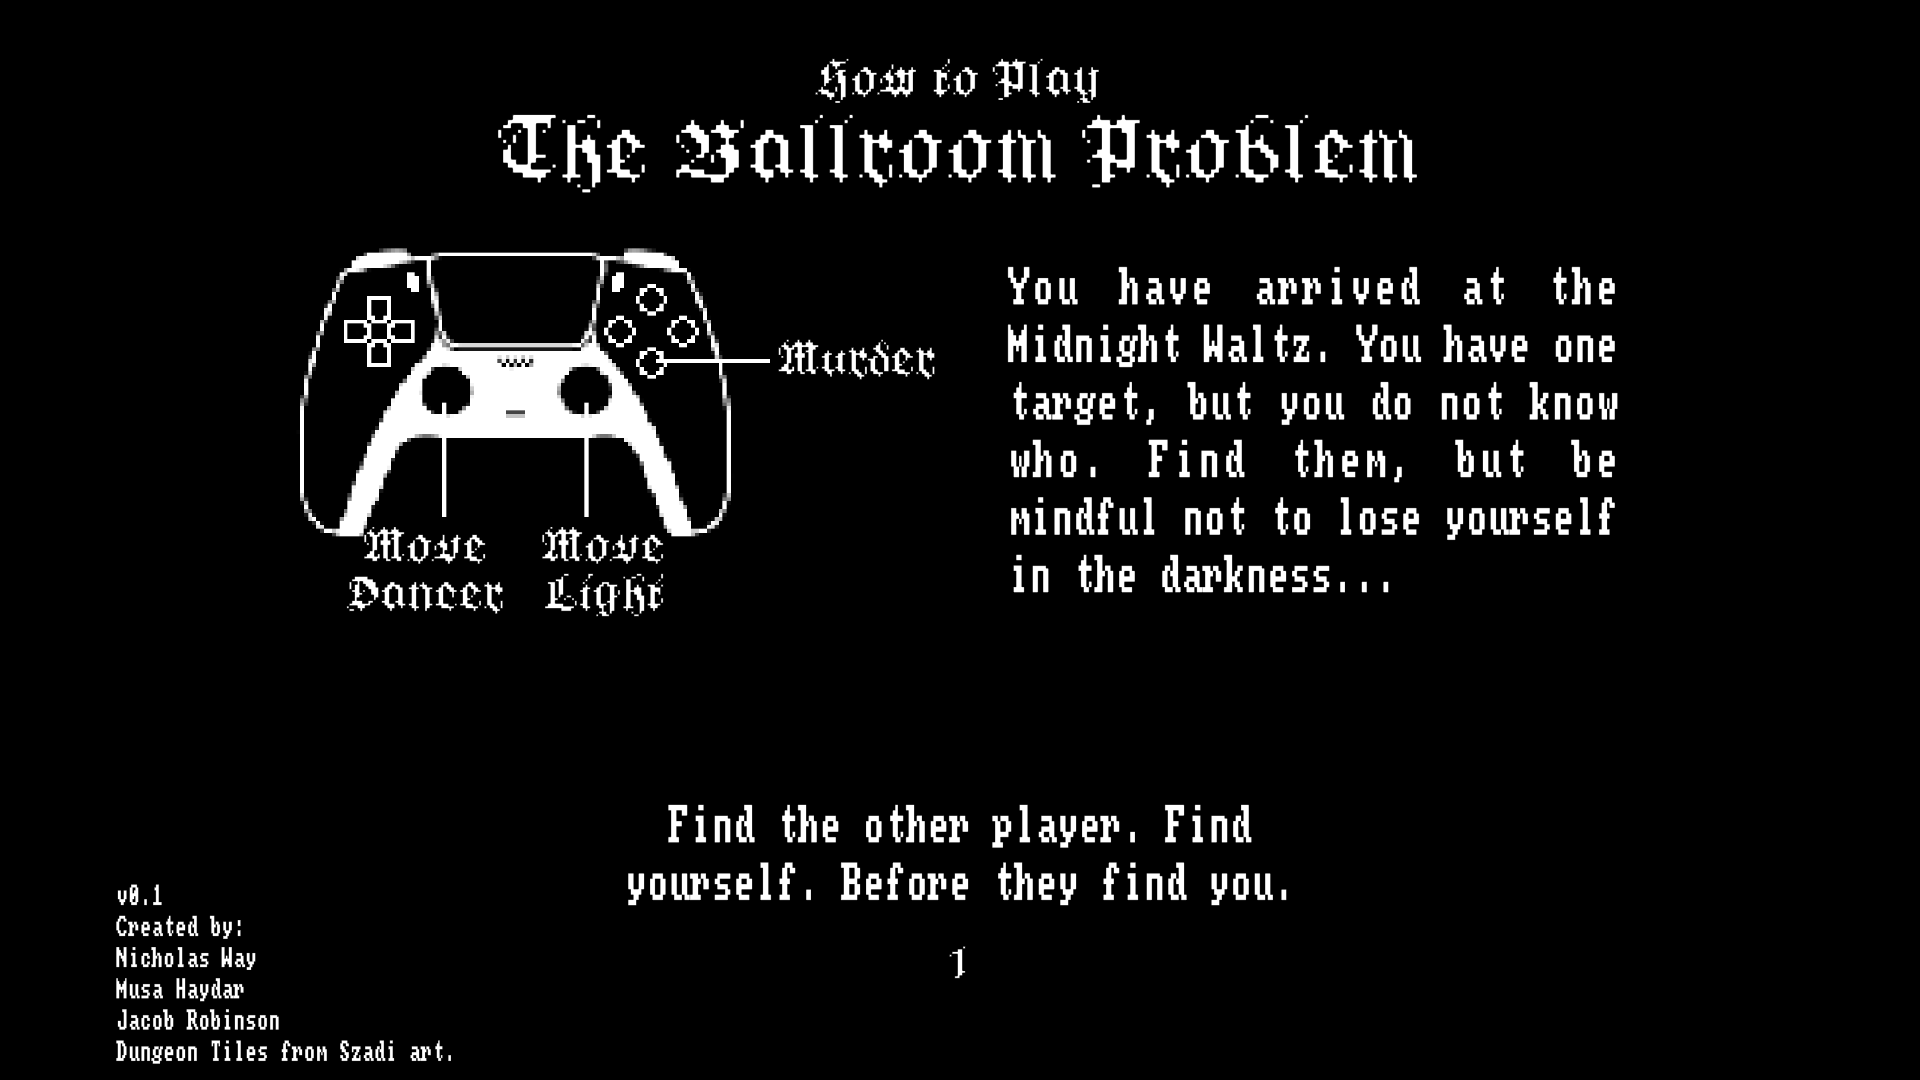 How to Play
The Ballroom Problem
Murder
Move
Dancer
Move
Light
You have arrived at the
Midnight Waltz. You have one
target, but you do not know
who. Find them, but be
mindful not to lose yourself
in the darkness...
Find the other player. Find
yourself. Before they find you.
1
v0.1
Created by:
Nicholas Way
Musa Haydar
Jacob Robinson
Dungeon Tiles from Szadi art.